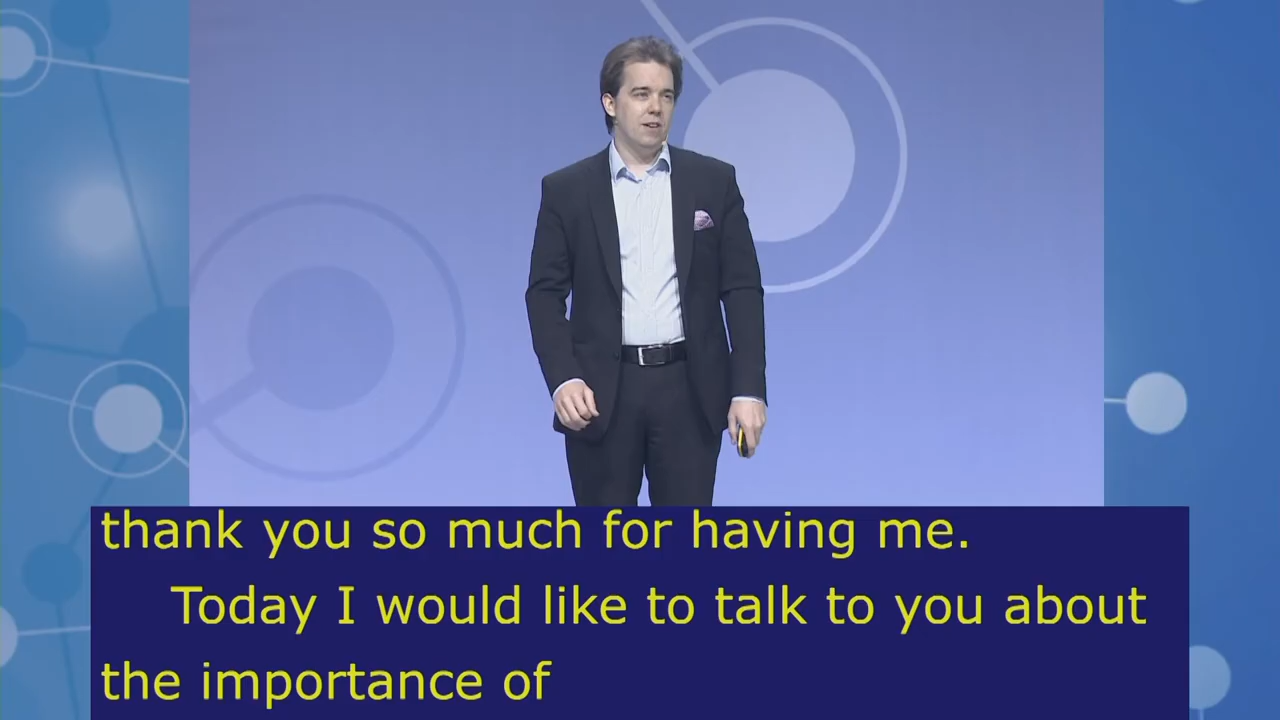 thank you so much for having me.
Today I would like to talk to you about
the importance of